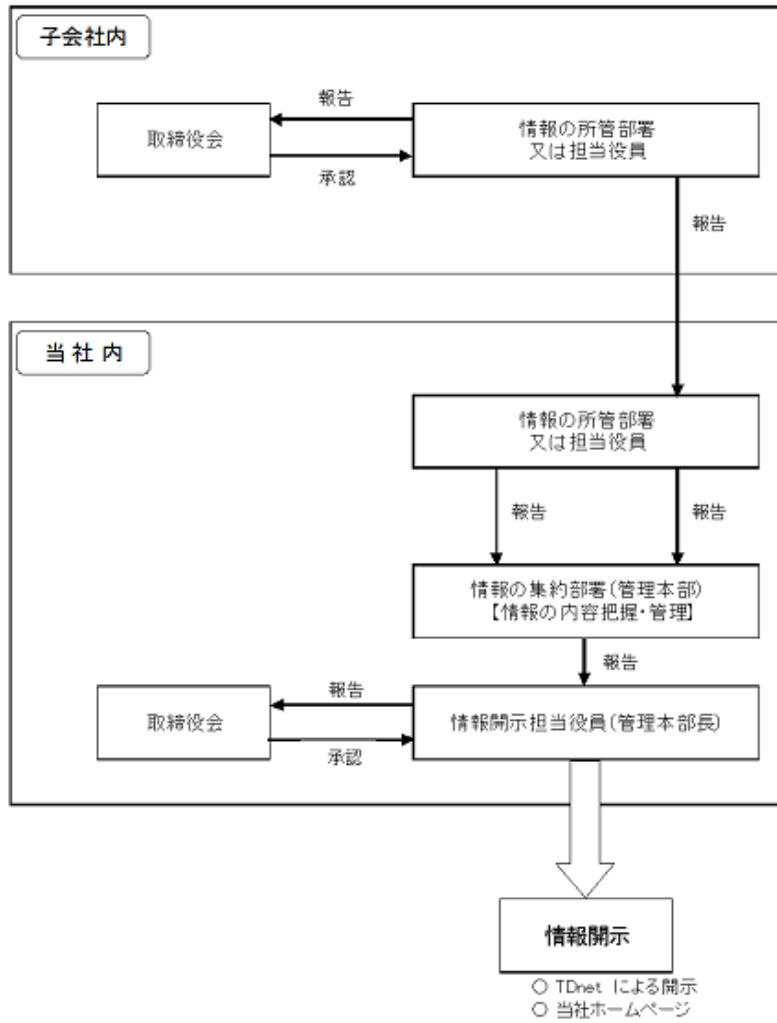 子会社内
報告
取締役会
情報の所管部署
又は担当役員
承認
報告
当社内
情報の所管部署
又は担当役員
報告
報告
情報の集約部署(管理本部)
【情報の内容把握・管理】
報告
報告
取締役会
情報開示担当役員(管理本部長)
承認
情報開示
○ TDnet による開示
○ 当社ホームページ